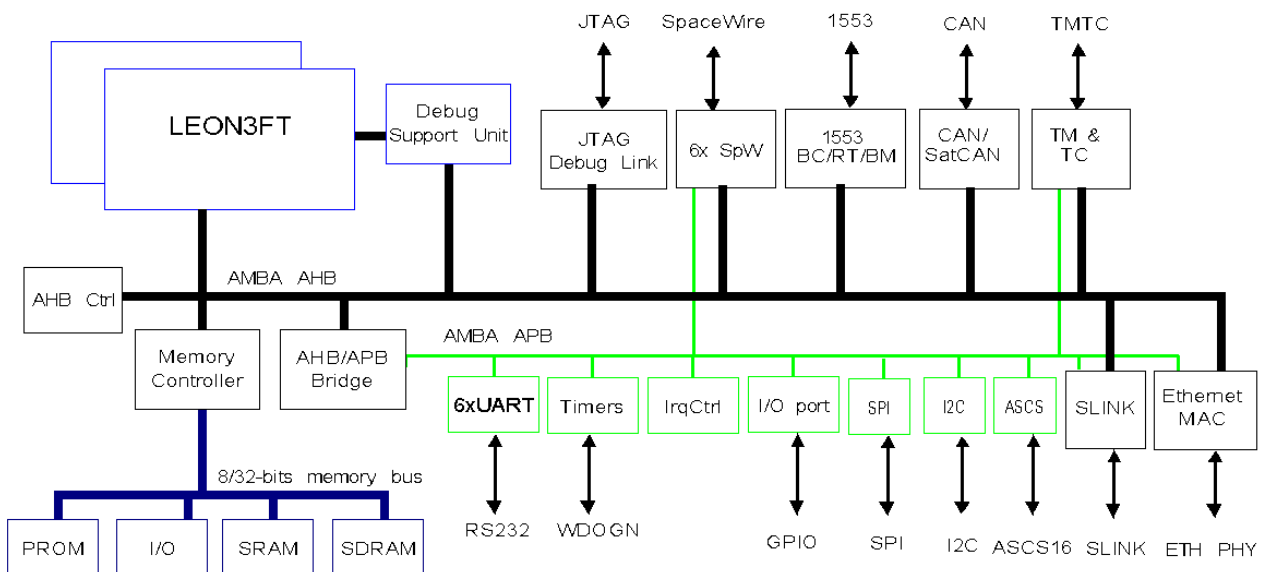 JTAG
SpaceWire
1553
CAN
TMTC
LEON3FT
Debug
Support Unit
JTAG
Debug Link
6x SpW
1553
BC/RT/BM
CAN/
SatCAN
TM &
TC
AHB Ctrl
AMBA AHB
Memory
Controller
AHB/APB
Bridge
AMBA APB
6xUART
Timers
IrqCtrl
I/O port
SPI
I2C
ASCS
SLINK
Ethernet
MAC
8/32-bits memory bus
PROM
I/O
SRAM
SDRAM
RS232
WDOGN
GPIO
SPI
I2C
ASCS16
SLINK
ETH PHY